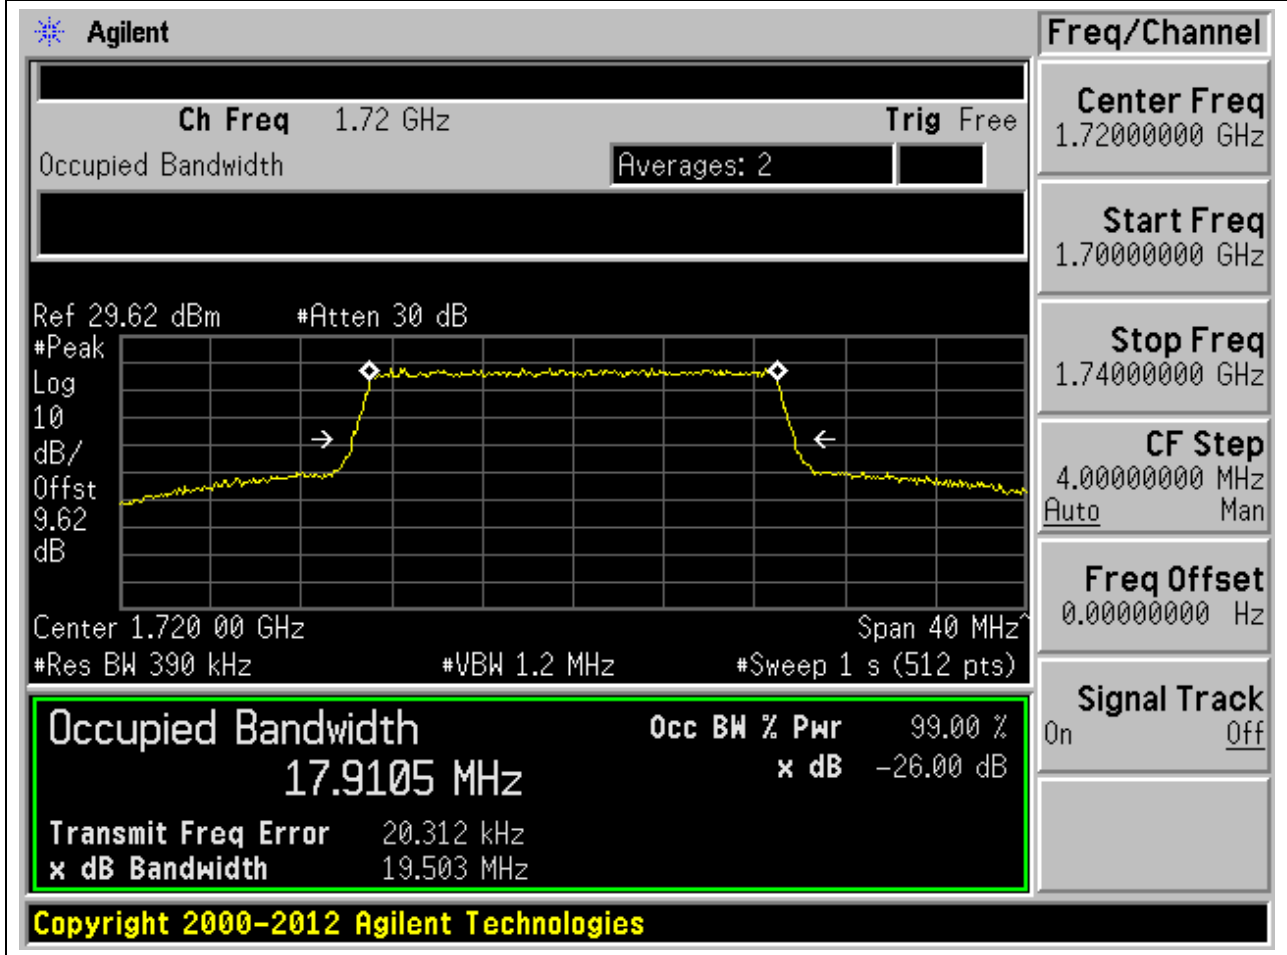 Agilent
Freq/Channel
Ch Freq 1.72 GHz Trig Free
Occupied Bandwidth Averages: 2
Center Freq
1.72000000 GHz
Start Freq
1.70000000 GHz
Stop Freq
1.74000000 GHz
CF Step
4.00000000 MHz
Auto Man
Freq Offset
0.00000000 Hz
Signal Track
On Off
Ref 29.62 dBm #Atten 30 dB
#Peak
Log
10
dB/
Offst
9.62
dB
Center 1.720 00 GHz Span 40 MHz^
#Res BW 390 kHz #VBW 1.2 MHz #Sweep 1 s (512 pts)
Occupied Bandwidth
17.9105 MHz
Occ BW % Pwr 99.00 %
x dB -26.00 dB
Transmit Freq Error 20.312 kHz
x dB Bandwidth 19.503 MHz
Copyright 2000-2012 Agilent Technologies